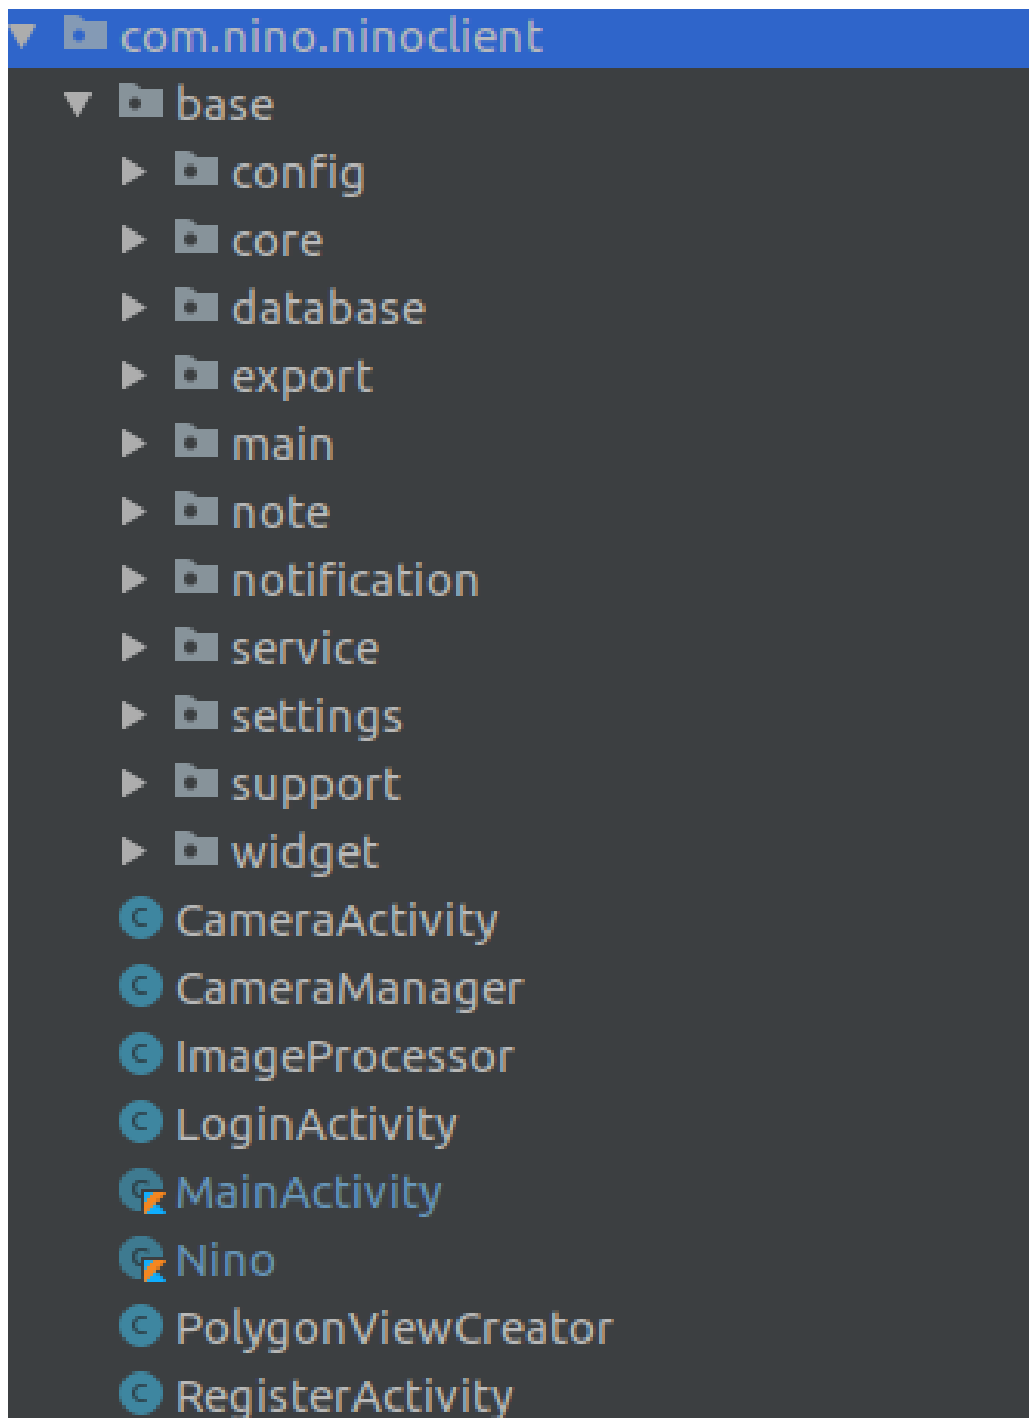 com.nino.ninoclient
base
config
core
database
export
main
note
notification
service
settings
support
widget
CameraActivity
CameraManager
ImageProcessor
LoginActivity
MainActivity
Nino
PolygonViewCreator
RegisterActivity